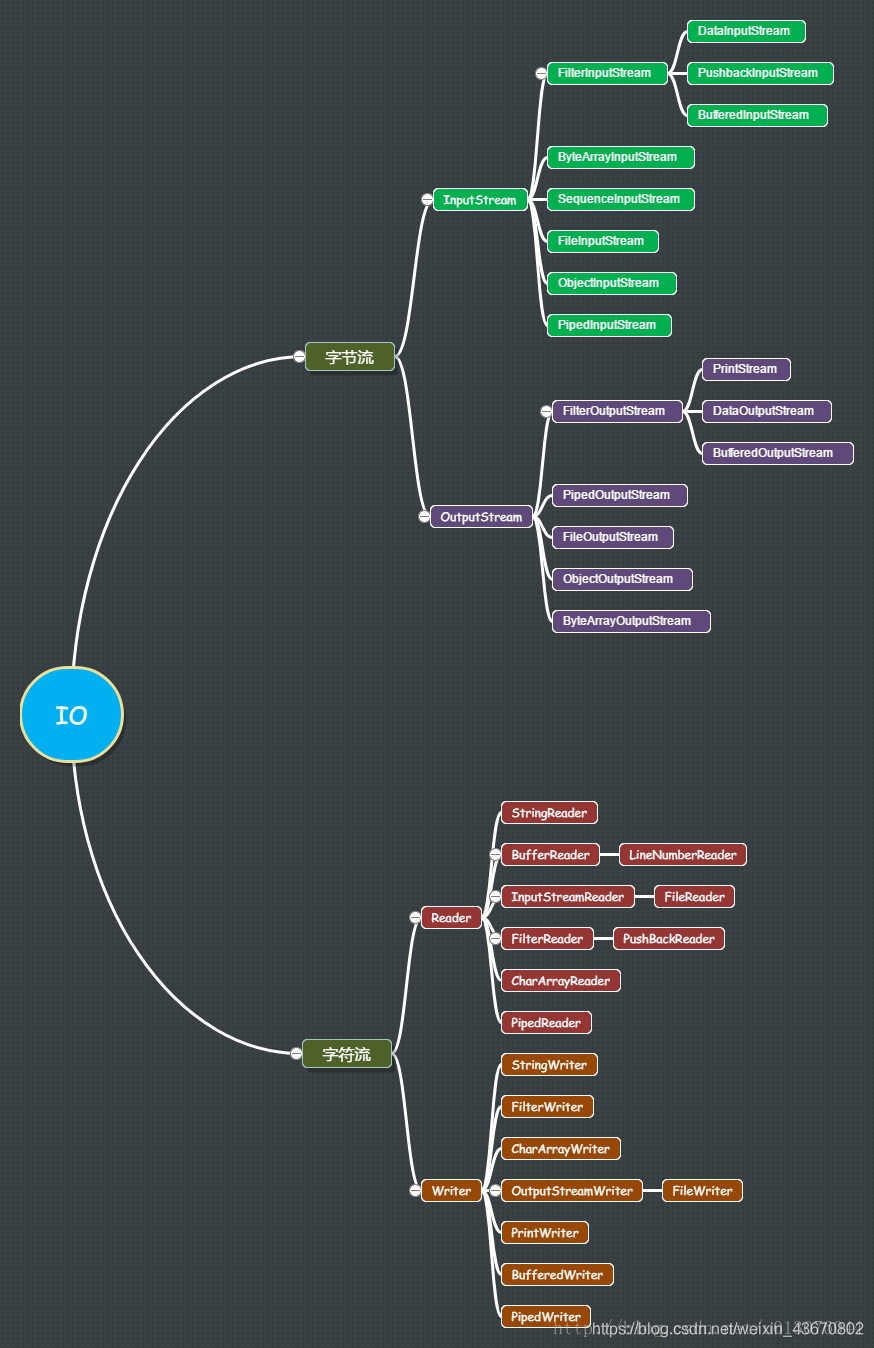 IO
字节流
InputStream
FilterInputStream
DataInputStream
PushbackInputStream
BufferedInputStream
ByteArrayInputStream
SequenceInputStream
FileInputStream
ObjectInputStream
PipedInputStream
OutputStream
FilterOutputStream
PrintStream
DataOutputStream
BufferedOutputStream
PipedOutputStream
FileOutputStream
ObjectOutputStream
ByteArrayOutputStream
字符流
Reader
StringReader
BufferReader
LineNumberReader
InputStreamReader
FileReader
FilterReader
PushBackReader
CharArrayReader
PipedReader
Writer
StringWriter
FilterWriter
CharArrayWriter
OutputStreamWriter
FileWriter
PrintWriter
BufferedWriter
PipedWriter
https://blog.csdn.net/weixin_43670802